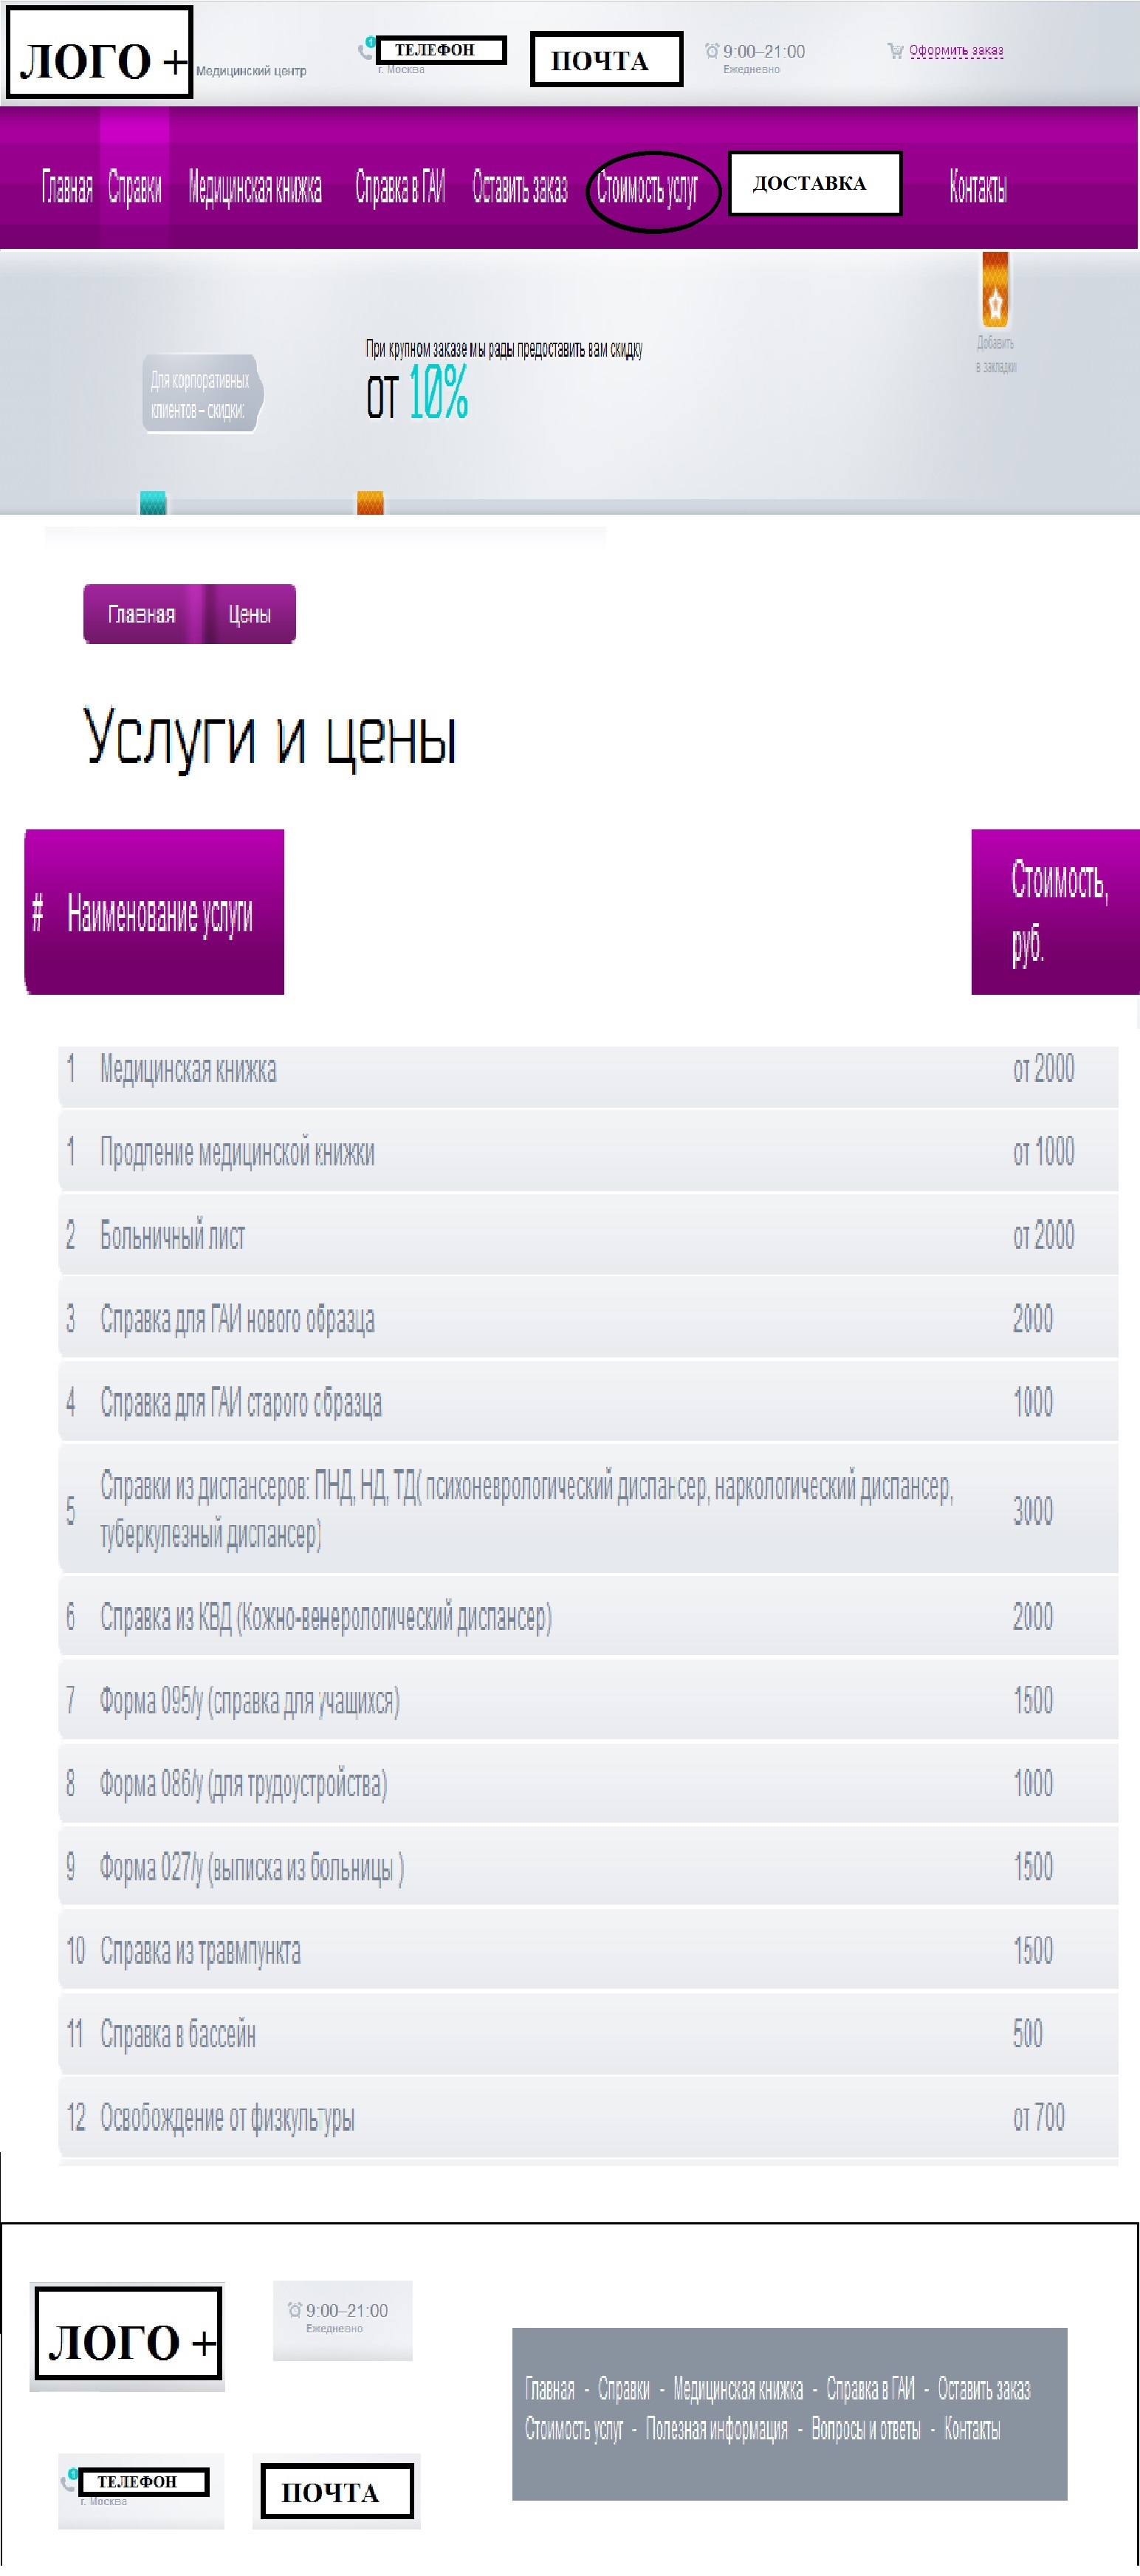 ЛОГО +
Медицинский центр
1
ТЕЛЕФОН
г. Москва
ПОЧТА
9:00–21:00
Ежедневно
Оформить заказ
Главная Справки Медицинская книжка Справка в ГАИ Оставить заказ Стоимость услуг ДОСТАВКА Контакты
Добавить
в закладки
Для корпоративных
клиентов – скидки:
При крупном заказе мы рады предоставить вам скидку
от 10%
Главная Цены
Услуги и цены
# Наименование услуги Стоимость,
руб.
1 Медицинская книжка от 2000
1 Продление медицинской книжки от 1000
2 Больничный лист от 2000
3 Справка для ГАИ нового образца 2000
4 Справка для ГАИ старого образца 1000
5 Справки из диспансеров: ПНД, НД, ТД( психоневрологический диспансер, наркологический диспансер,
туберкулезный диспансер) 3000
6 Справка из КВД (Кожно-венерологический диспансер) 2000
7 Форма 095/у (справка для учащихся) 1500
8 Форма 086/у (для трудоустройства) 1000
9 Форма 027/у (выписка из больницы ) 1500
10 Справка из травмпункта 1500
11 Справка в бассейн 500
12 Освобождение от физкультуры от 700
ЛОГО +
9:00–21:00
Ежедневно
Главная - Справки - Медицинская книжка - Справка в ГАИ - Оставить заказ
Стоимость услуг - Полезная информация - Вопросы и ответы - Контакты
1
ТЕЛЕФОН
г. Москва
ПОЧТА